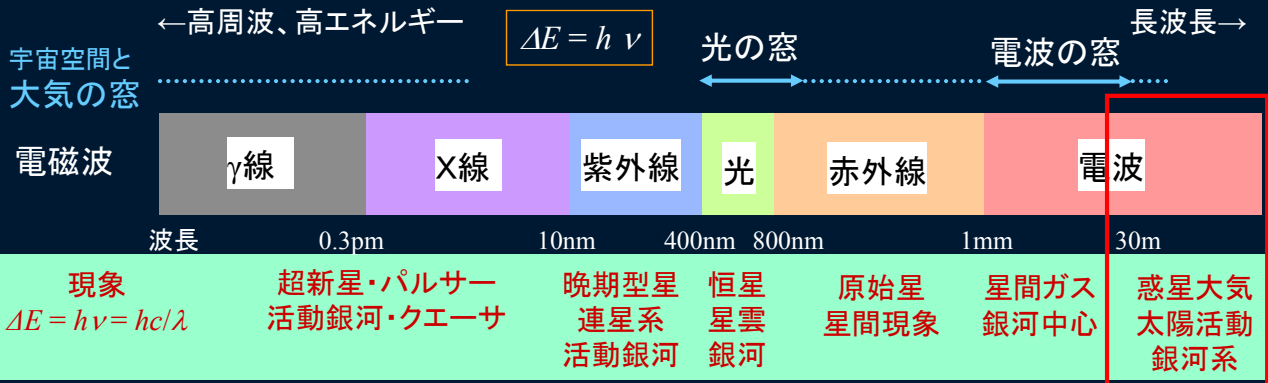 ←高周波、高エネルギー
ΔE = h ν
長波長→
宇宙空間と
大気の窓
光の窓
電波の窓
電磁波
γ線
X線
紫外線
光
赤外線
電波
波長
0.3pm
10nm
400nm
800nm
1mm
30m
現象
ΔE = hν = hc/λ
超新星・パルサー
活動銀河・クエーサ
晩期型星
連星系
活動銀河
恒星
星雲
銀河
原始星
星間現象
星間ガス
銀河中心
惑星大気
太陽活動
銀河系